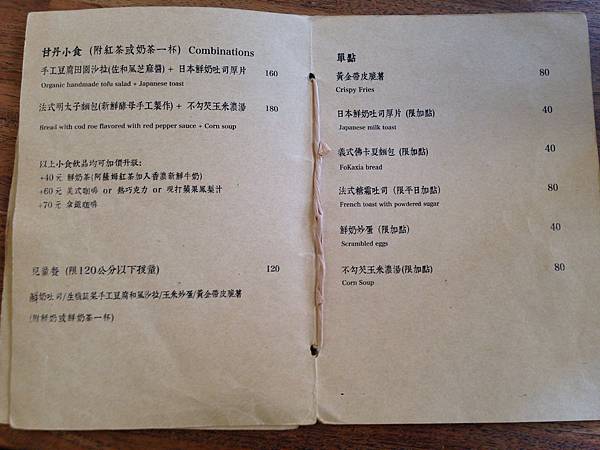 甘丹小食 (附紅茶或奶茶一杯) Combinations
手工豆腐田園沙拉(佐和風芝麻醬) + 日本鮮奶吐司厚片 160
Organic handmade tofu salad + Japanese toast
法式明太子麵包(新鮮酵母手工製作) + 不勾芡玉米濃湯 180
Bread with cod roe flavored with red pepper sauce + Corn soup
以上小食飲品均可加價升級:
+40元 鮮奶茶(阿薩姆紅茶加入香濃新鮮牛奶)
+60元 美式咖啡 or 熱巧克力 or 現打蘋果鳳梨汁
+70元 拿鐵咖啡
兒童餐 (限120公分以下孩童) 120
鮮奶吐司/生機蔬菜手工豆腐和風沙拉/玉米炒蛋/黃金帶皮脆薯
(附鮮奶或鮮奶茶一杯)
單點
黃金帶皮脆薯 80
Crispy Fries
日本鮮奶吐司厚片 (限加點) 40
Japanese milk toast
義式佛卡夏麵包 (限加點) 40
FoKaxia bread
法式糖霜吐司 (限平日加點) 80
French toast with powdered sugar
鮮奶炒蛋 (限加點) 40
Scrambled eggs
不勾芡玉米濃湯(限加點) 80
Corn Soup